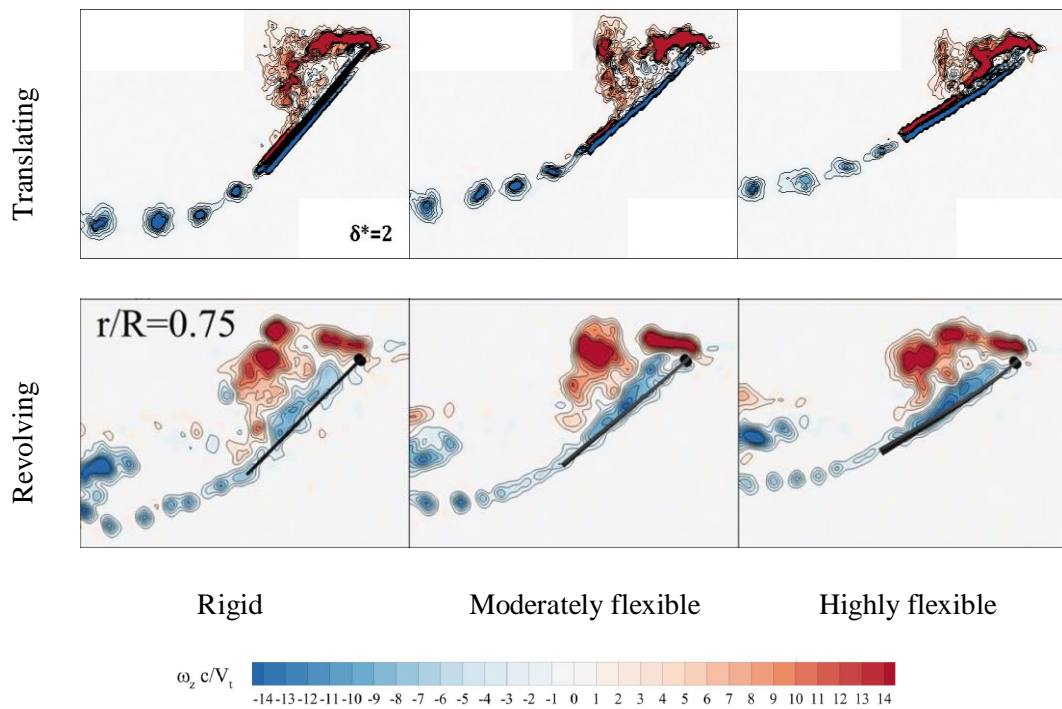 Translating
δ*=2
Revolving
r/R=0.75
Rigid Moderately flexible Highly flexible
ω_z c/V_t
-14 -13 -12 -11 -10 -9 -8 -7 -6 -5 -4 -3 -2 -1 0 1 2 3 4 5 6 7 8 9 10 11 12 13 14